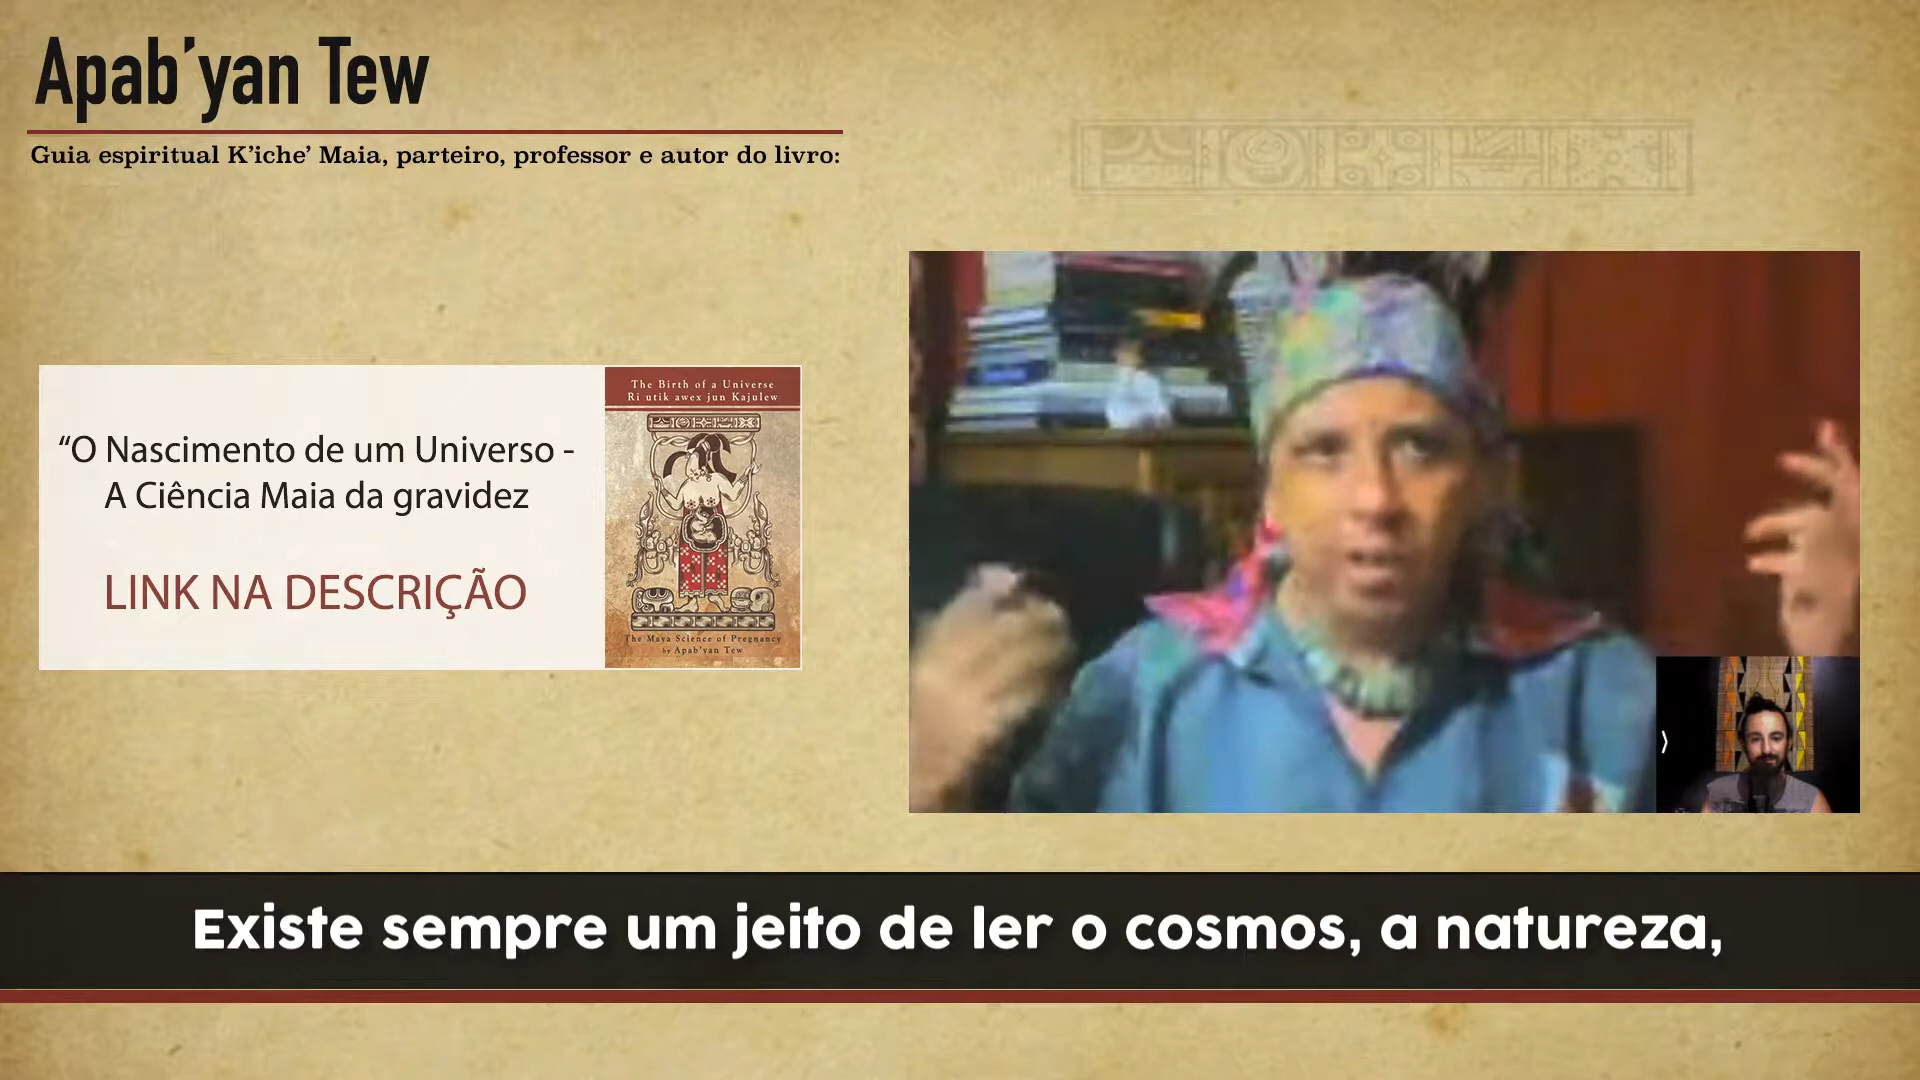 Apab'yan Tew
Guia espiritual K'iche' Maia, parteiro, professor e autor do livro:
“O Nascimento de um Universo -
A Ciência Maia da gravidez
LINK NA DESCRIÇÃO
The Birth of a Universe
Ri utik awex jun Kajulew
The Maya Science of Pregnancy
by Apab'yan Tew
Existe sempre um jeito de ler o cosmos, a natureza,